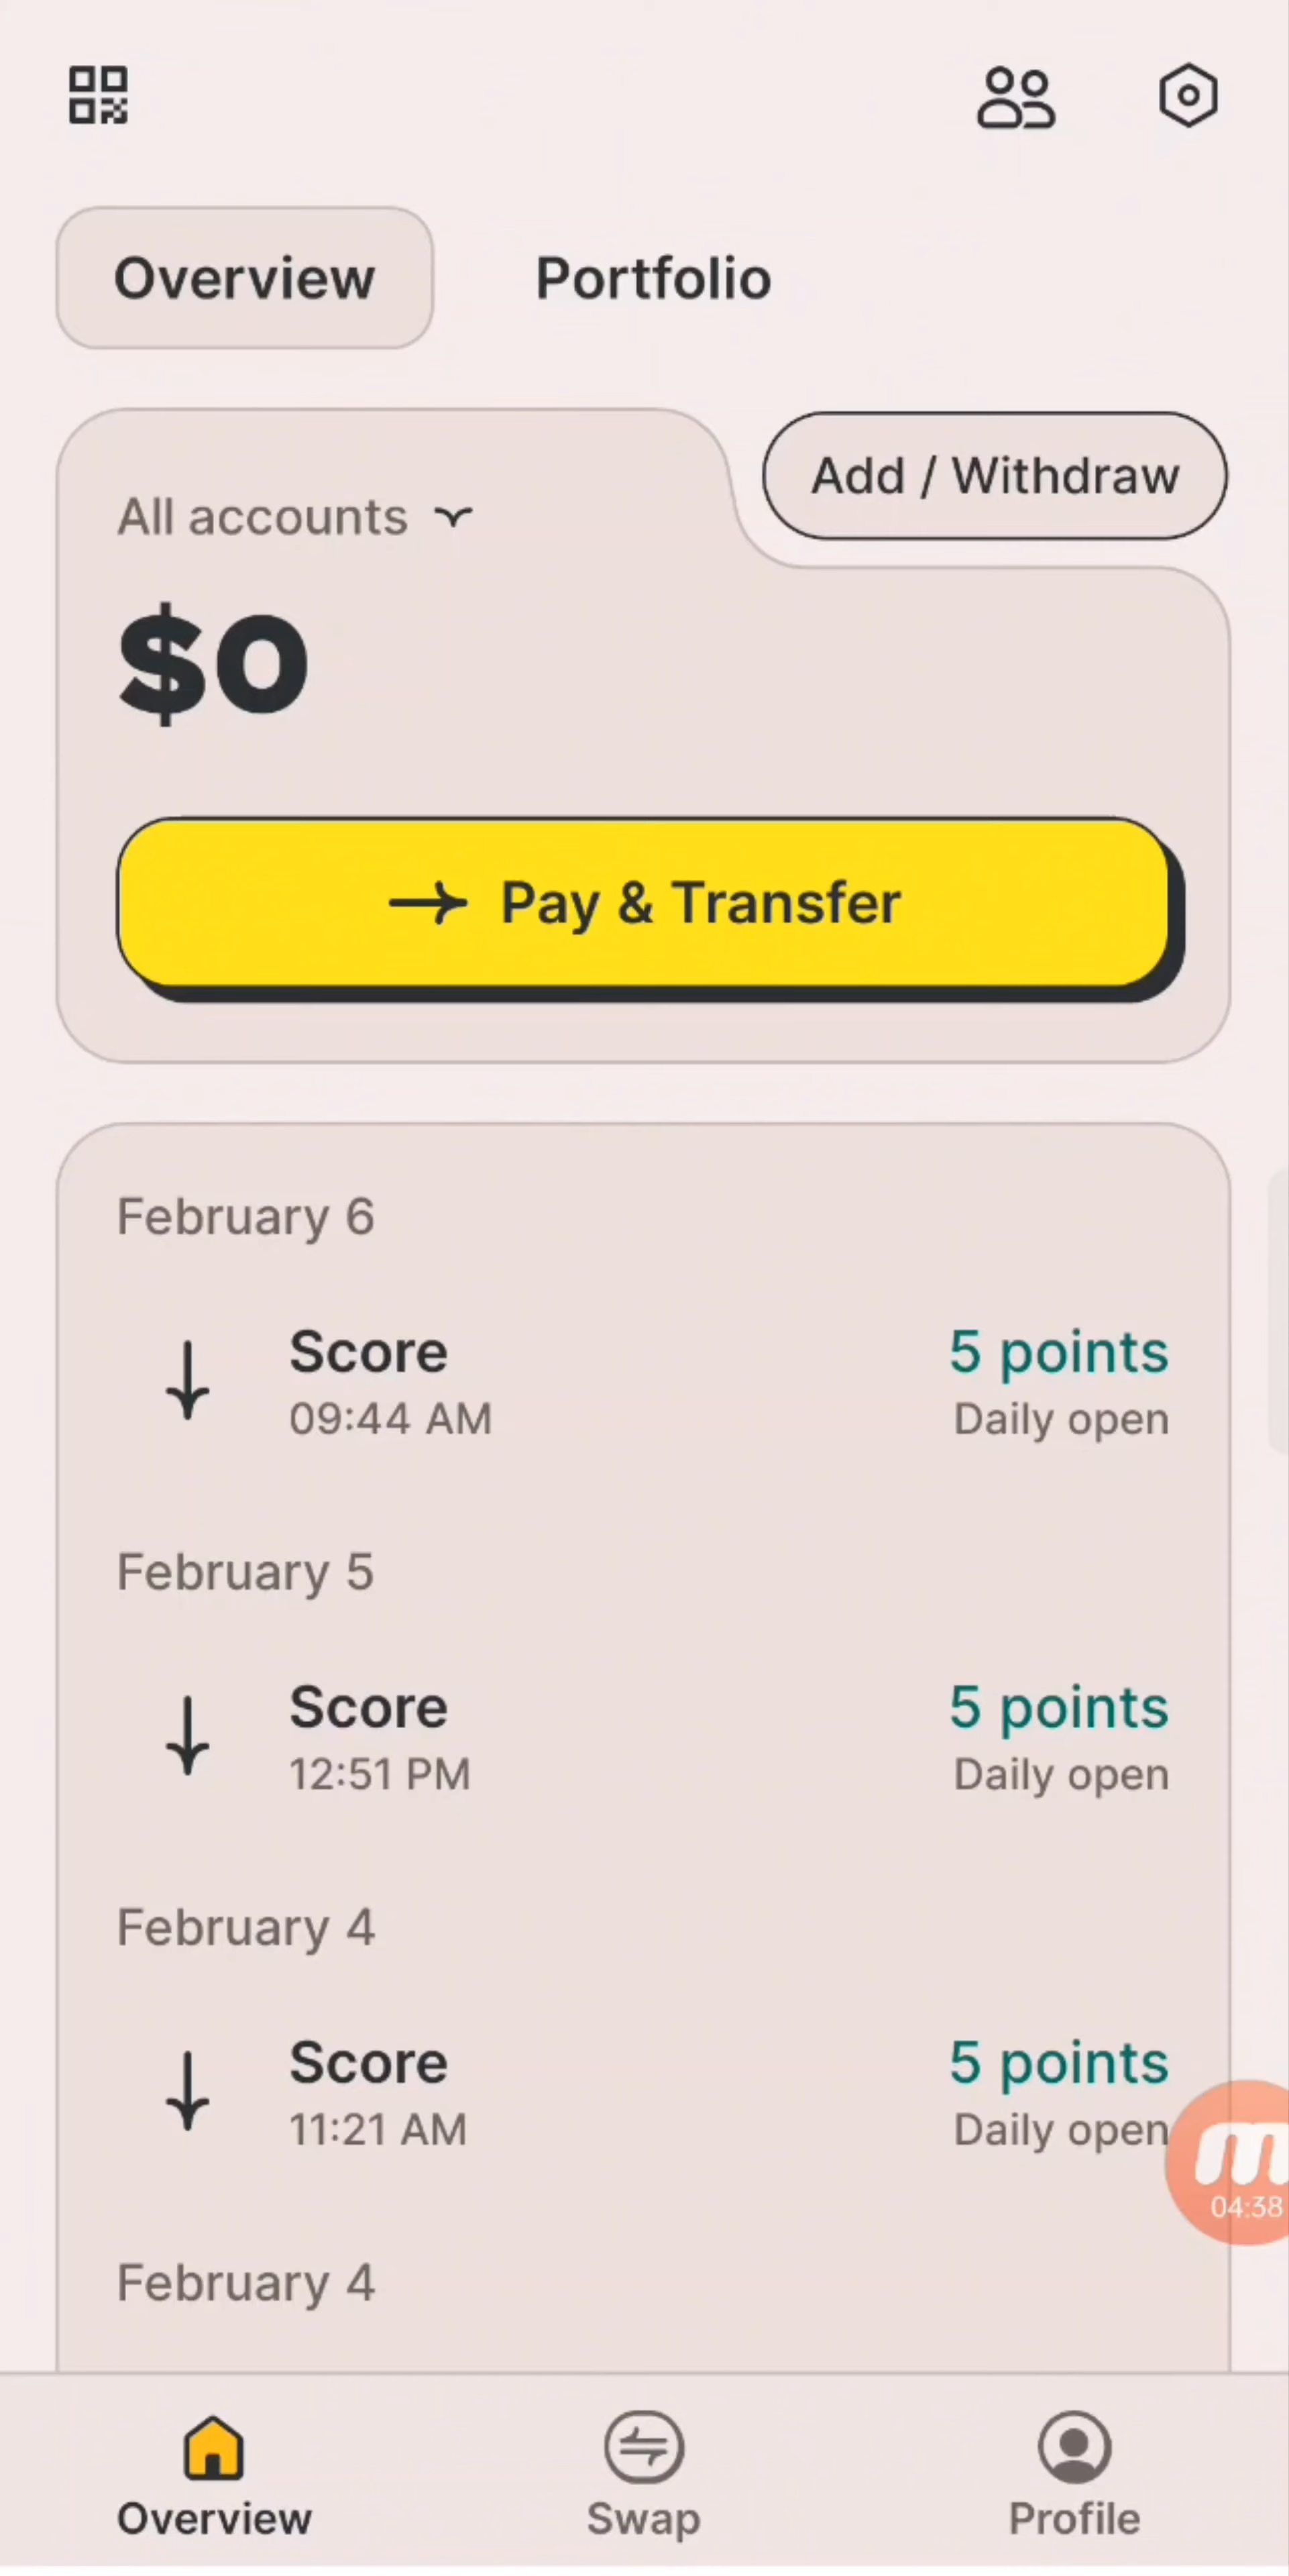 Overview
Portfolio
Add / Withdraw
All accounts
$0
Pay & Transfer
February 6
Score
5 points
09:44 AM
Daily open
February 5
Score
5 points
12:51 PM
Daily open
February 4
Score
5 points
11:21 AM
Daily open
m
04:38
February 4
Overview
Swap
Profile